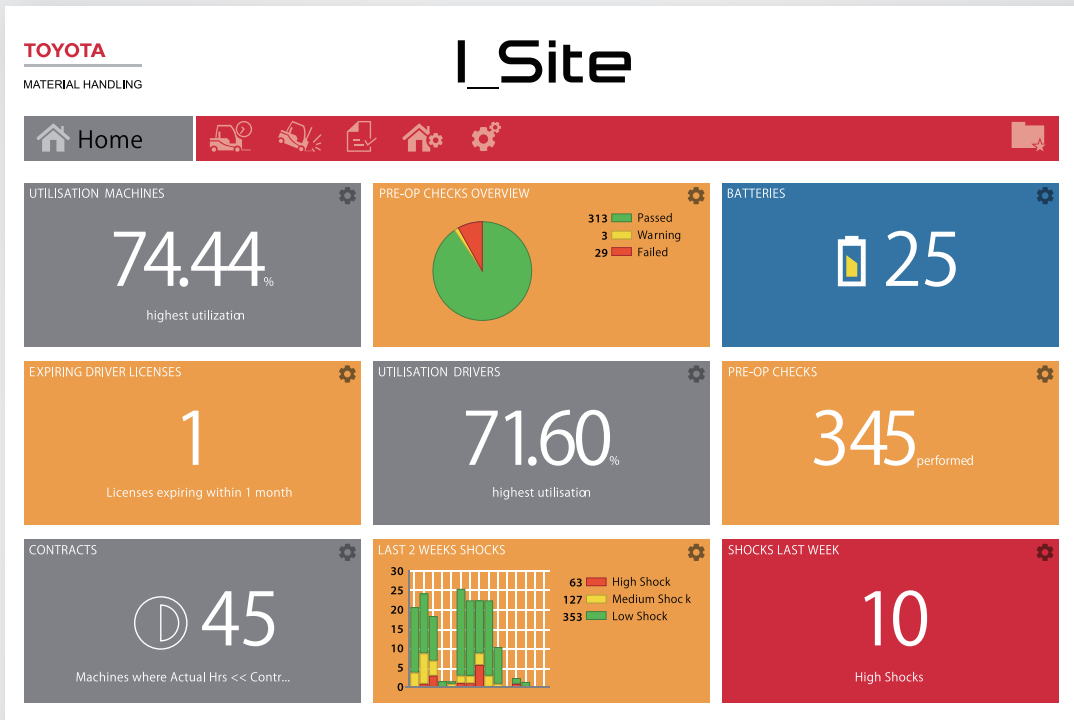 TOYOTA
MATERIAL HANDLING
I_Site
Home
UTILISATION MACHINES
74.44%
highest utilization
PRE-OP CHECKS OVERVIEW
313 Passed
3 Warning
29 Failed
BATTERIES
25
EXPIRING DRIVER LICENSES
1
Licenses expiring within 1 month
UTILISATION DRIVERS
71.60%
highest utilisation
PRE-OP CHECKS
345 performed
CONTRACTS
45
Machines where Actual Hrs << Contr...
LAST 2 WEEKS SHOCKS
30
25
20
15
10
5
0
63 High Shock
127 Medium Shock
353 Low Shock
SHOCKS LAST WEEK
10
High Shocks